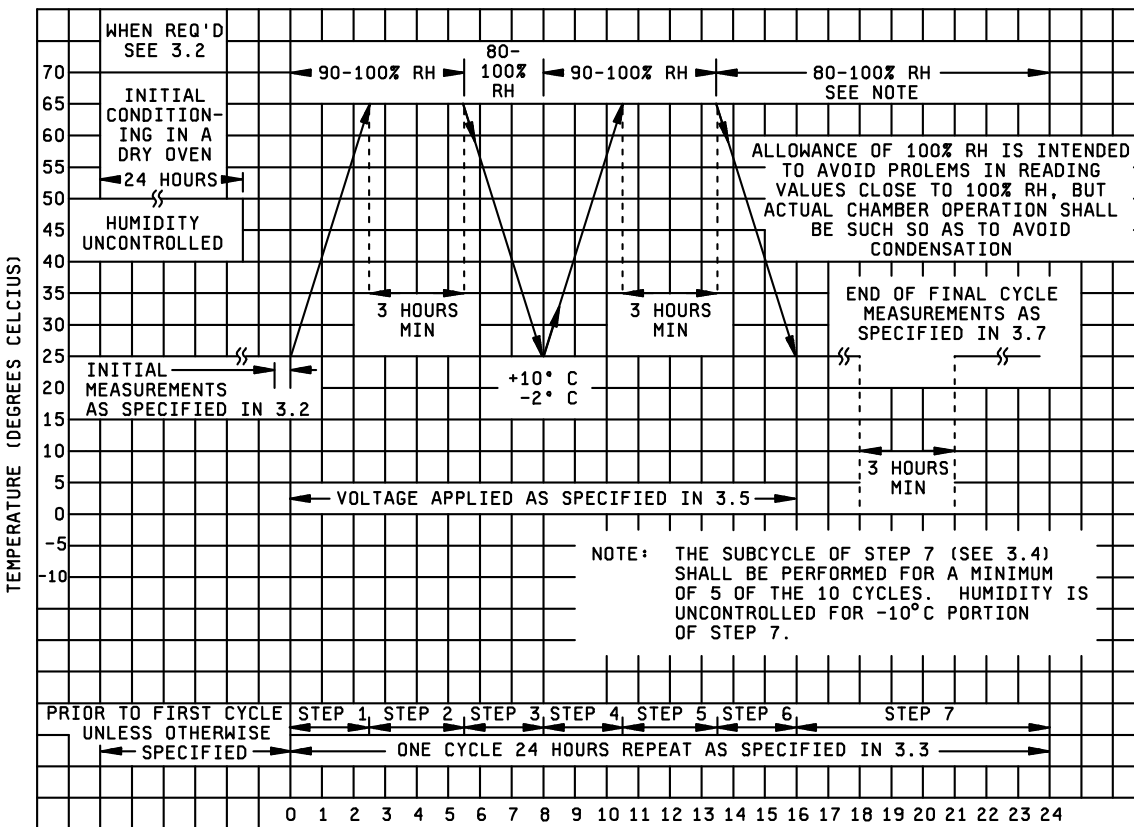 WHEN REQ'D
SEE 3.2
90-100% RH
80-
100%
RH
90-100% RH
80-100% RH
SEE NOTE
INITIAL
CONDITION-
ING IN A
DRY OVEN
24 HOURS
HUMIDITY
UNCONTROLLED
ALLOWANCE OF 100% RH IS INTENDED
TO AVOID PROLEMS IN READING
VALUES CLOSE TO 100% RH, BUT
ACTUAL CHAMBER OPERATION SHALL
BE SUCH SO AS TO AVOID
CONDENSATION
3 HOURS
MIN
3 HOURS
MIN
END OF FINAL CYCLE
MEASUREMENTS AS
SPECIFIED IN 3.7
INITIAL
MEASUREMENTS
AS SPECIFIED IN 3.2
+10° C
-2° C
3 HOURS
MIN
VOLTAGE APPLIED AS SPECIFIED IN 3.5
NOTE: THE SUBCYCLE OF STEP 7 (SEE 3.4)
SHALL BE PERFORMED FOR A MINIMUM
OF 5 OF THE 10 CYCLES. HUMIDITY IS
UNCONTROLLED FOR -10°C PORTION
OF STEP 7.
TEMPERATURE (DEGREES CELCIUS)
70
65
60
55
50
45
40
35
30
25
20
15
10
5
0
-5
-10
PRIOR TO FIRST CYCLE
UNLESS OTHERWISE
SPECIFIED
STEP 1 STEP 2 STEP 3 STEP 4 STEP 5 STEP 6 STEP 7
ONE CYCLE 24 HOURS REPEAT AS SPECIFIED IN 3.3
0 1 2 3 4 5 6 7 8 9 10 11 12 13 14 15 16 17 18 19 20 21 22 23 24